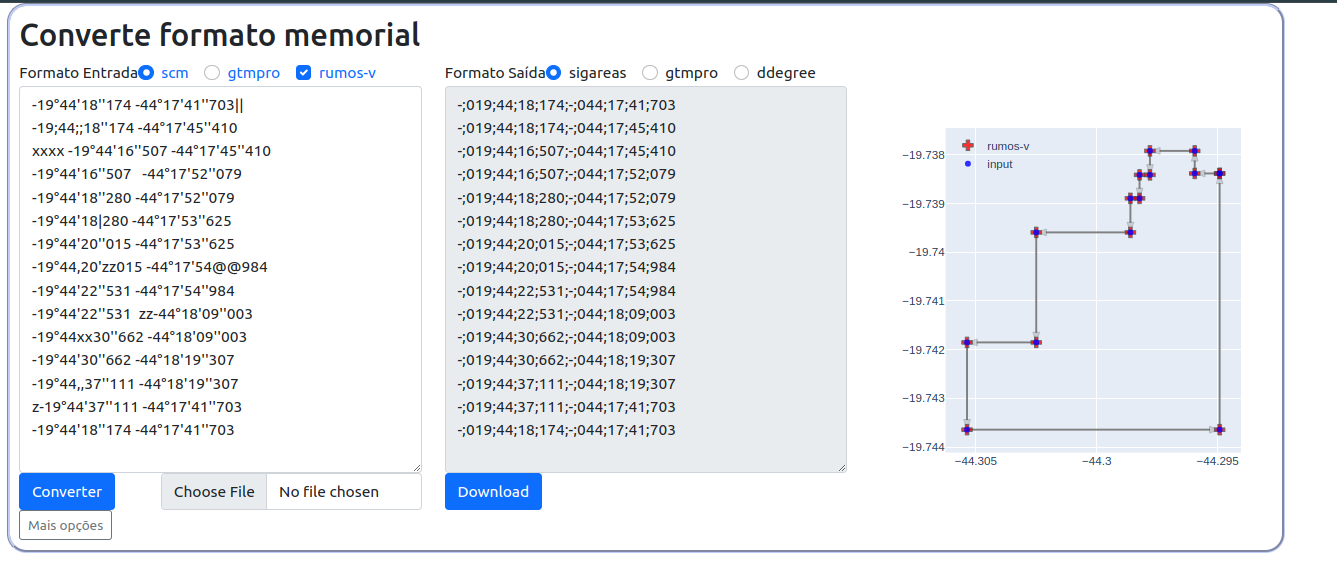 Converte formato memorial
Formato Entrada scm gtmpro rumos-v
Formato Saída sigareas gtmpro ddegree
-19°44'18''174 -44°17'41''703||
-19;44;;18''174 -44°17'45''410
xxxx -19°44'16''507 -44°17'45''410
-19°44'16''507   -44°17'52''079
-19°44'18''280 -44°17'52''079
-19°44'18|280 -44°17'53''625
-19°44'20''015 -44°17'53''625
-19°44,20'zz015 -44°17'54@@984
-19°44'22''531 -44°17'54''984
-19°44'22''531  zz-44°18'09''003
-19°44xx30''662 -44°18'09''003
-19°44'30''662 -44°18'19''307
-19°44,,37''111 -44°18'19''307
z-19°44'37''111 -44°17'41''703
-19°44'18''174 -44°17'41''703
-;019;44;18;174;-;044;17;41;703
-;019;44;18;174;-;044;17;45;410
-;019;44;16;507;-;044;17;45;410
-;019;44;16;507;-;044;17;52;079
-;019;44;18;280;-;044;17;52;079
-;019;44;18;280;-;044;17;53;625
-;019;44;20;015;-;044;17;53;625
-;019;44;20;015;-;044;17;54;984
-;019;44;22;531;-;044;17;54;984
-;019;44;22;531;-;044;18;09;003
-;019;44;30;662;-;044;18;09;003
-;019;44;30;662;-;044;18;19;307
-;019;44;37;111;-;044;18;19;307
-;019;44;37;111;-;044;17;41;703
-;019;44;18;174;-;044;17;41;703
rumos-v
input
−19.738
−19.739
−19.74
−19.741
−19.742
−19.743
−19.744
−44.305 −44.3 −44.295
Converter Choose File No file chosen
Download
Mais opções